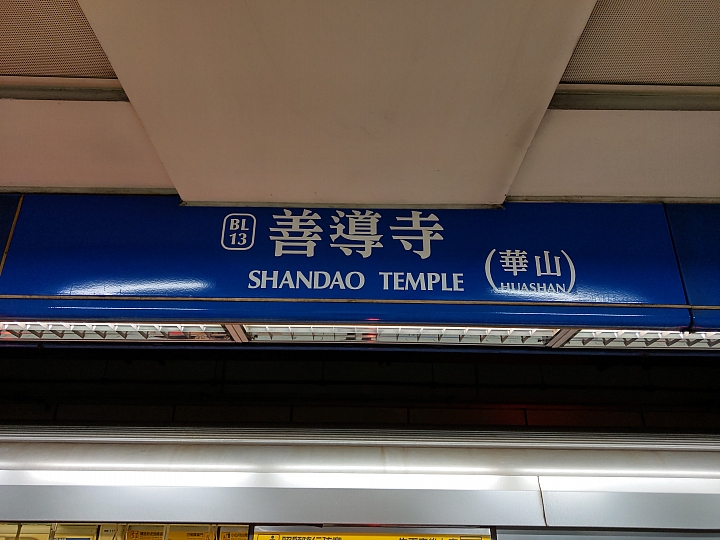 BL
13
善導寺
SHANDAO TEMPLE
(華山)
HUASHAN